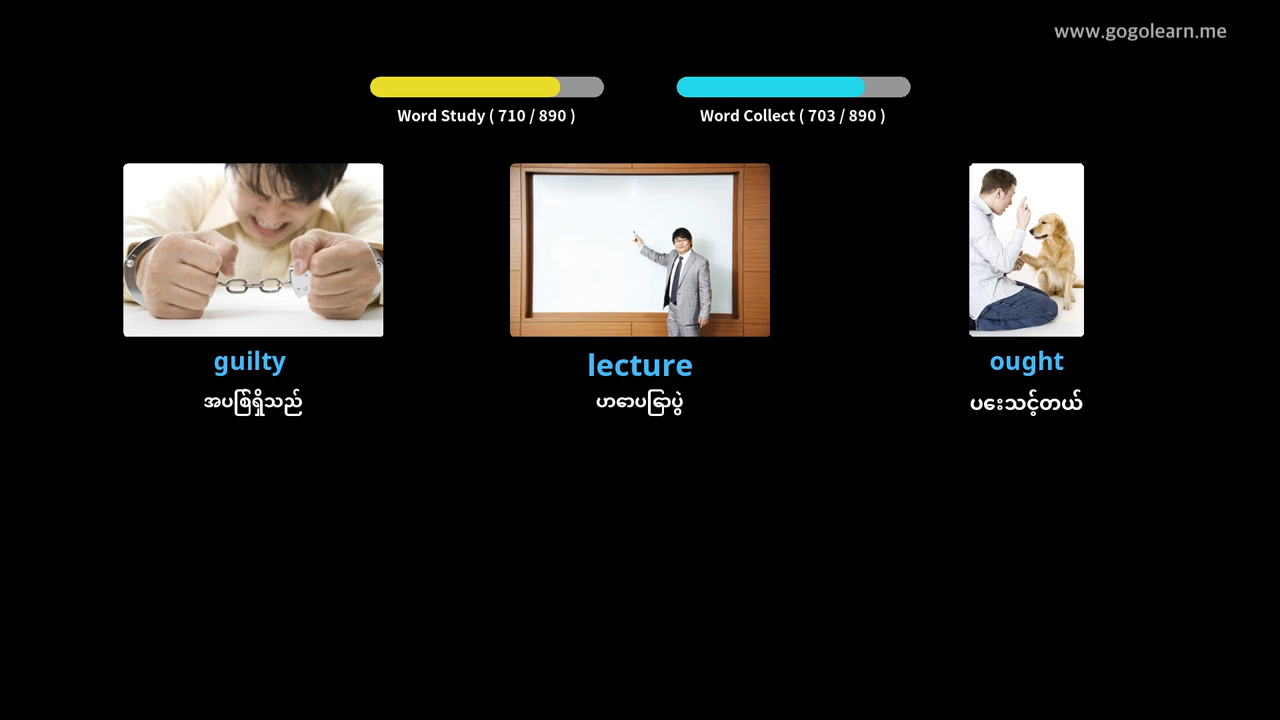 www.gogolearn.me
Word Study ( 710 / 890 )
Word Collect ( 703 / 890 )
guilty
lecture
ought
အပစ်ရှိသည်
ဟောပြောပွဲ
ပေးသင့်တယ်